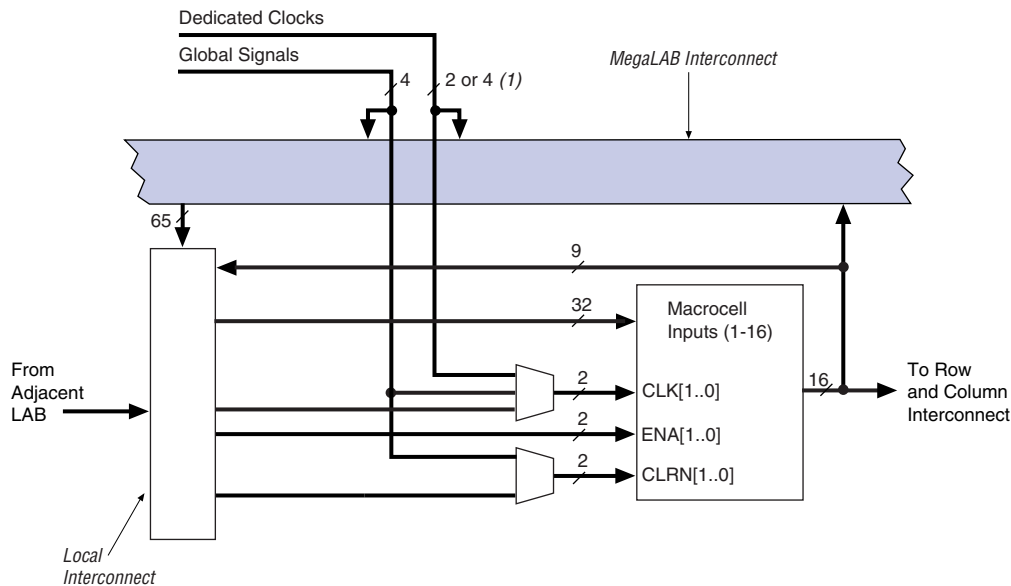 Dedicated Clocks
Global Signals
4
2 or 4 (1)
MegaLAB Interconnect
65
9
32
Macrocell
Inputs (1-16)
From
Adjacent
LAB
2
CLK[1..0]
16
To Row
and Column
Interconnect
2
ENA[1..0]
2
CLRN[1..0]
Local
Interconnect